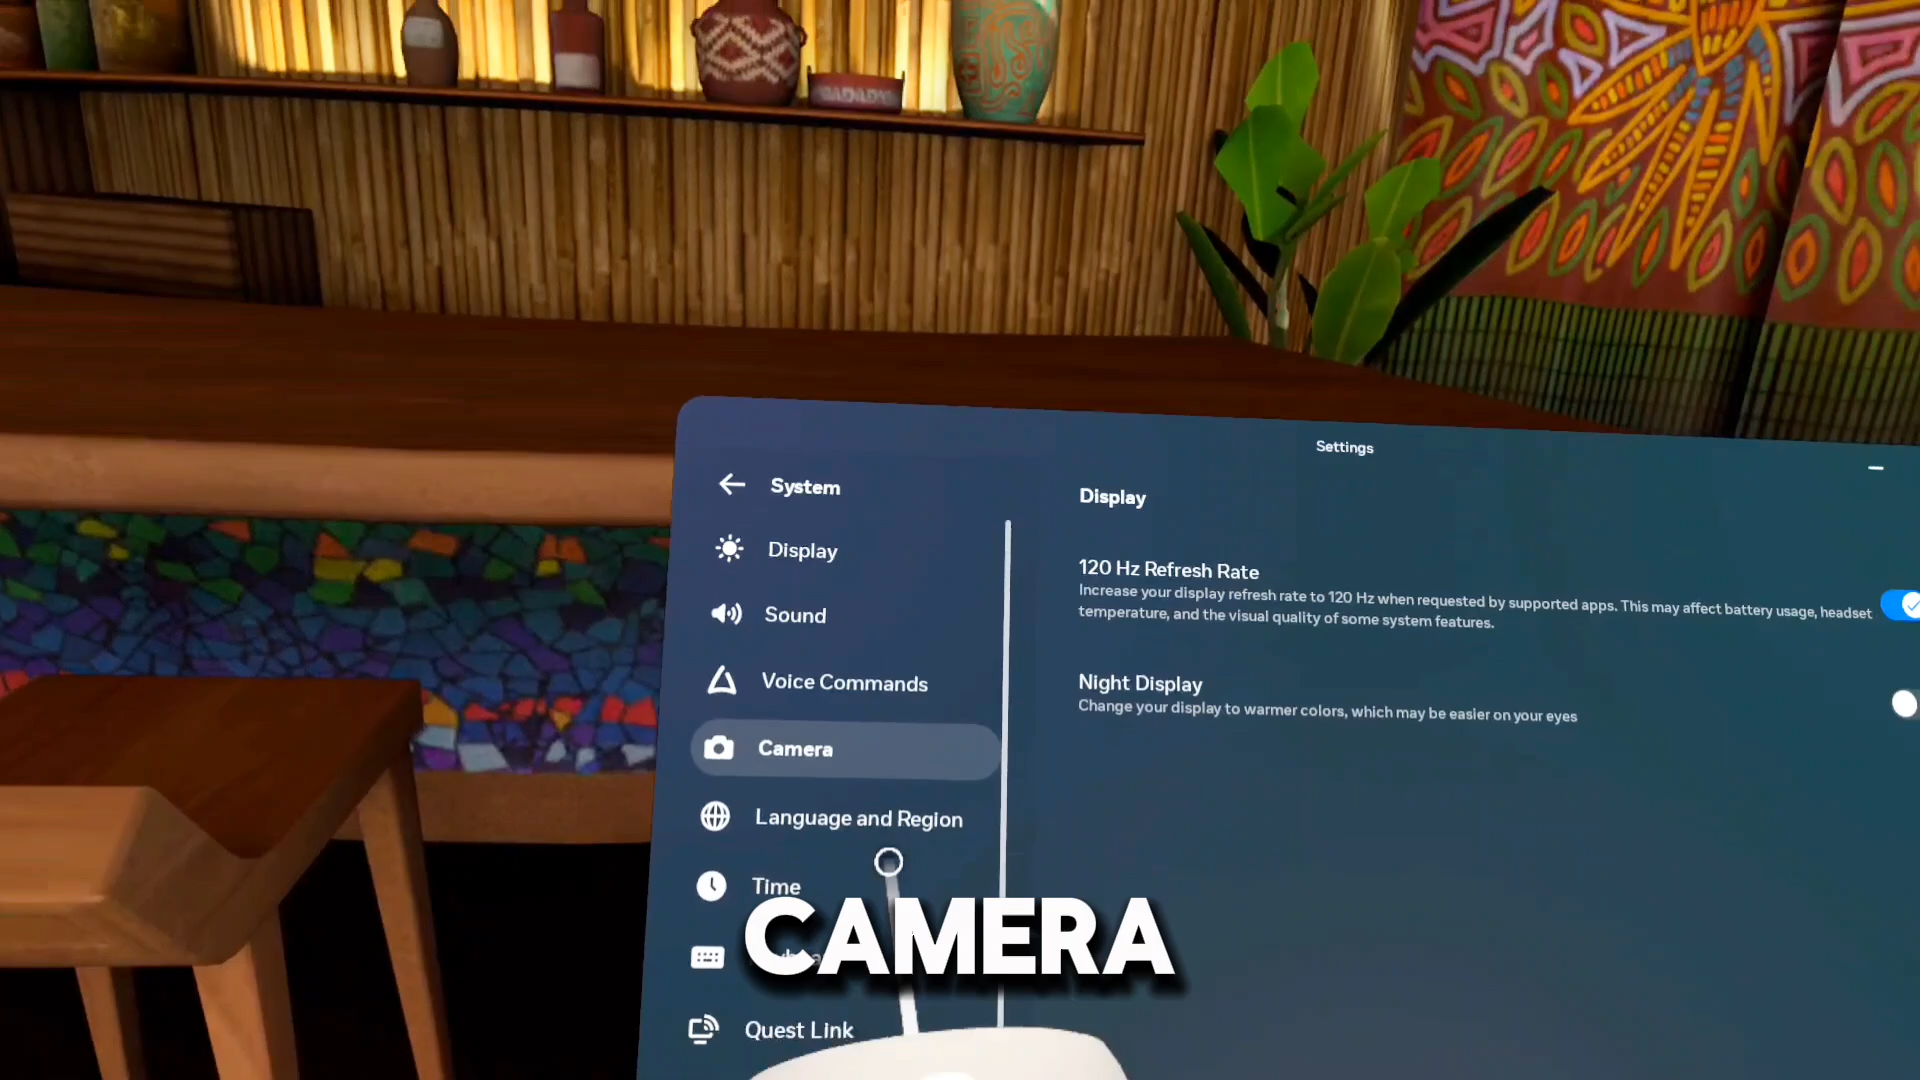 Settings
System
Display
Sound
Voice Commands
Camera
Language and Region
Time
Quest Link
Display
120 Hz Refresh Rate
Increase your display refresh rate to 120 Hz when requested by supported apps. This may affect battery usage, headset
temperature, and the visual quality of some system features.
Night Display
Change your display to warmer colors, which may be easier on your eyes
CAMERA